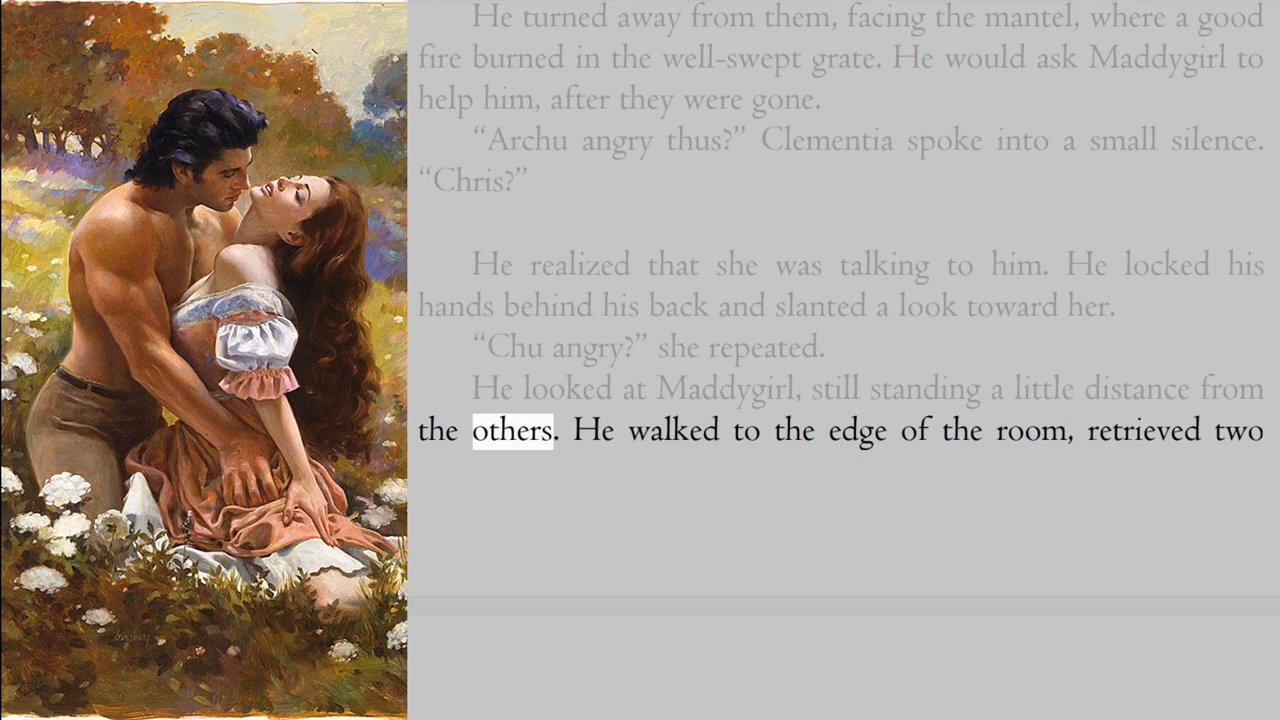 He turned away from them, facing the mantel, where a good
fire burned in the well-swept grate. He would ask Maddygirl to
help him, after they were gone.
“Archu angry thus?” Clementia spoke into a small silence.
“Chris?”
He realized that she was talking to him. He locked his
hands behind his back and slanted a look toward her.
“Chu angry?” she repeated.
He looked at Maddygirl, still standing a little distance from
the others. He walked to the edge of the room, retrieved two